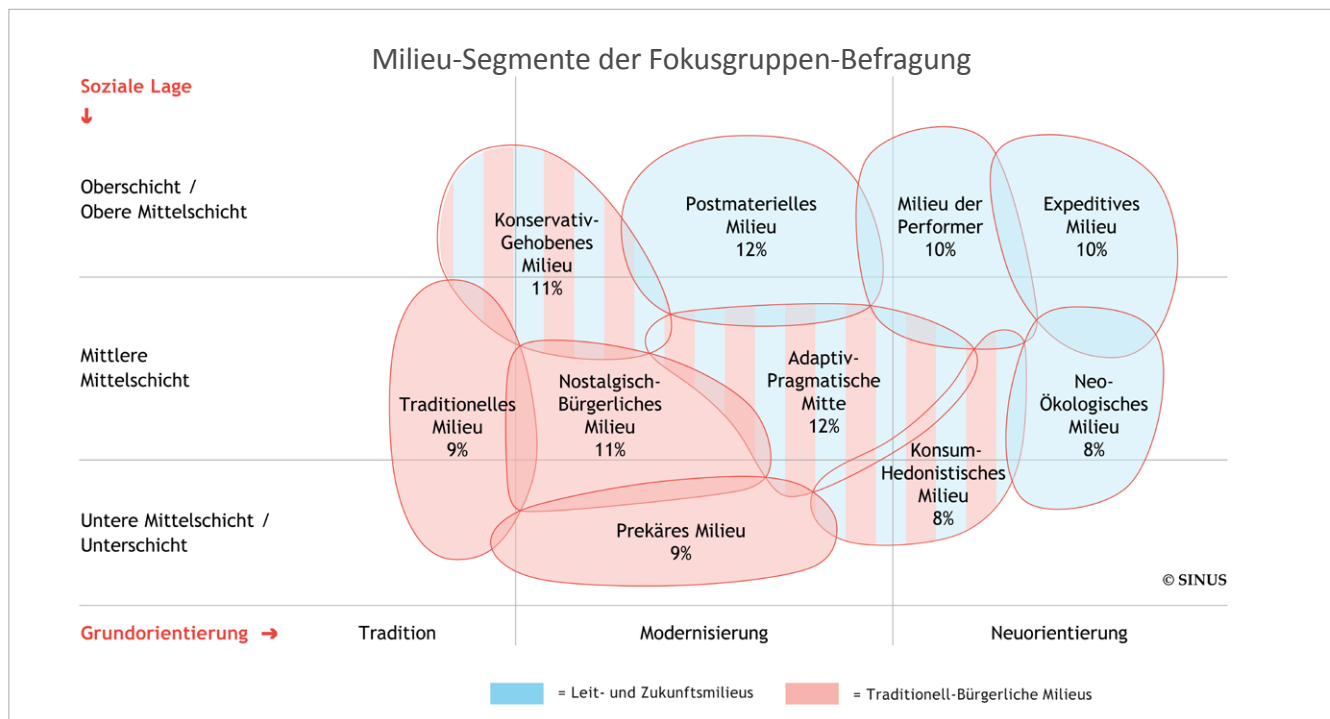 Milieu-Segmente der Fokusgruppen-Befragung
Soziale Lage
↓
Oberschicht /
Obere Mittelschicht
Konservativ-
Gehobenes
Milieu
11%
Postmaterielles
Milieu
12%
Milieu der
Performer
10%
Expeditives
Milieu
10%
Mittlere
Mittelschicht
Traditionelles
Milieu
9%
Nostalgisch-
Bürgerliches
Milieu
11%
Adaptiv-
Pragmatische
Mitte
12%
Konsum-
Hedonistisches
Milieu
8%
Neo-
Ökologisches
Milieu
8%
Untere Mittelschicht /
Unterschicht
Prekäres Milieu
9%
© SINUS
Grundorientierung →
Tradition
Modernisierung
Neuorientierung
= Leit- und Zukunftsmilieus
= Traditionell-Bürgerliche Milieus